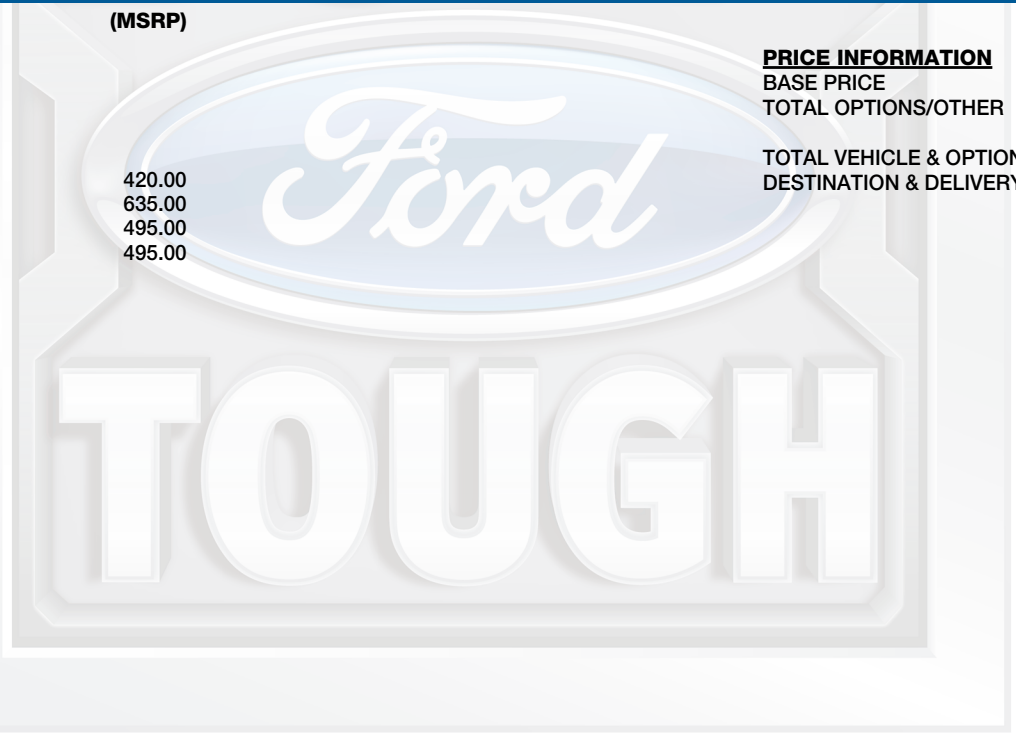 (MSRP)
420.00
635.00
495.00
495.00
PRICE INFORMATION
BASE PRICE
TOTAL OPTIONS/OTHER
TOTAL VEHICLE & OPTION
DESTINATION & DELIVERY
Ford
TOUGH